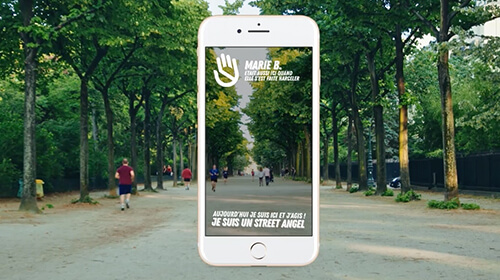 MARIE B.
ÉTAIT AUSSI ICI QUAND
ELLE S'EST FAITE HARCELER
AUJOURD'HUI JE SUIS ICI ET J'AGIS !
JE SUIS UN STREET ANGEL